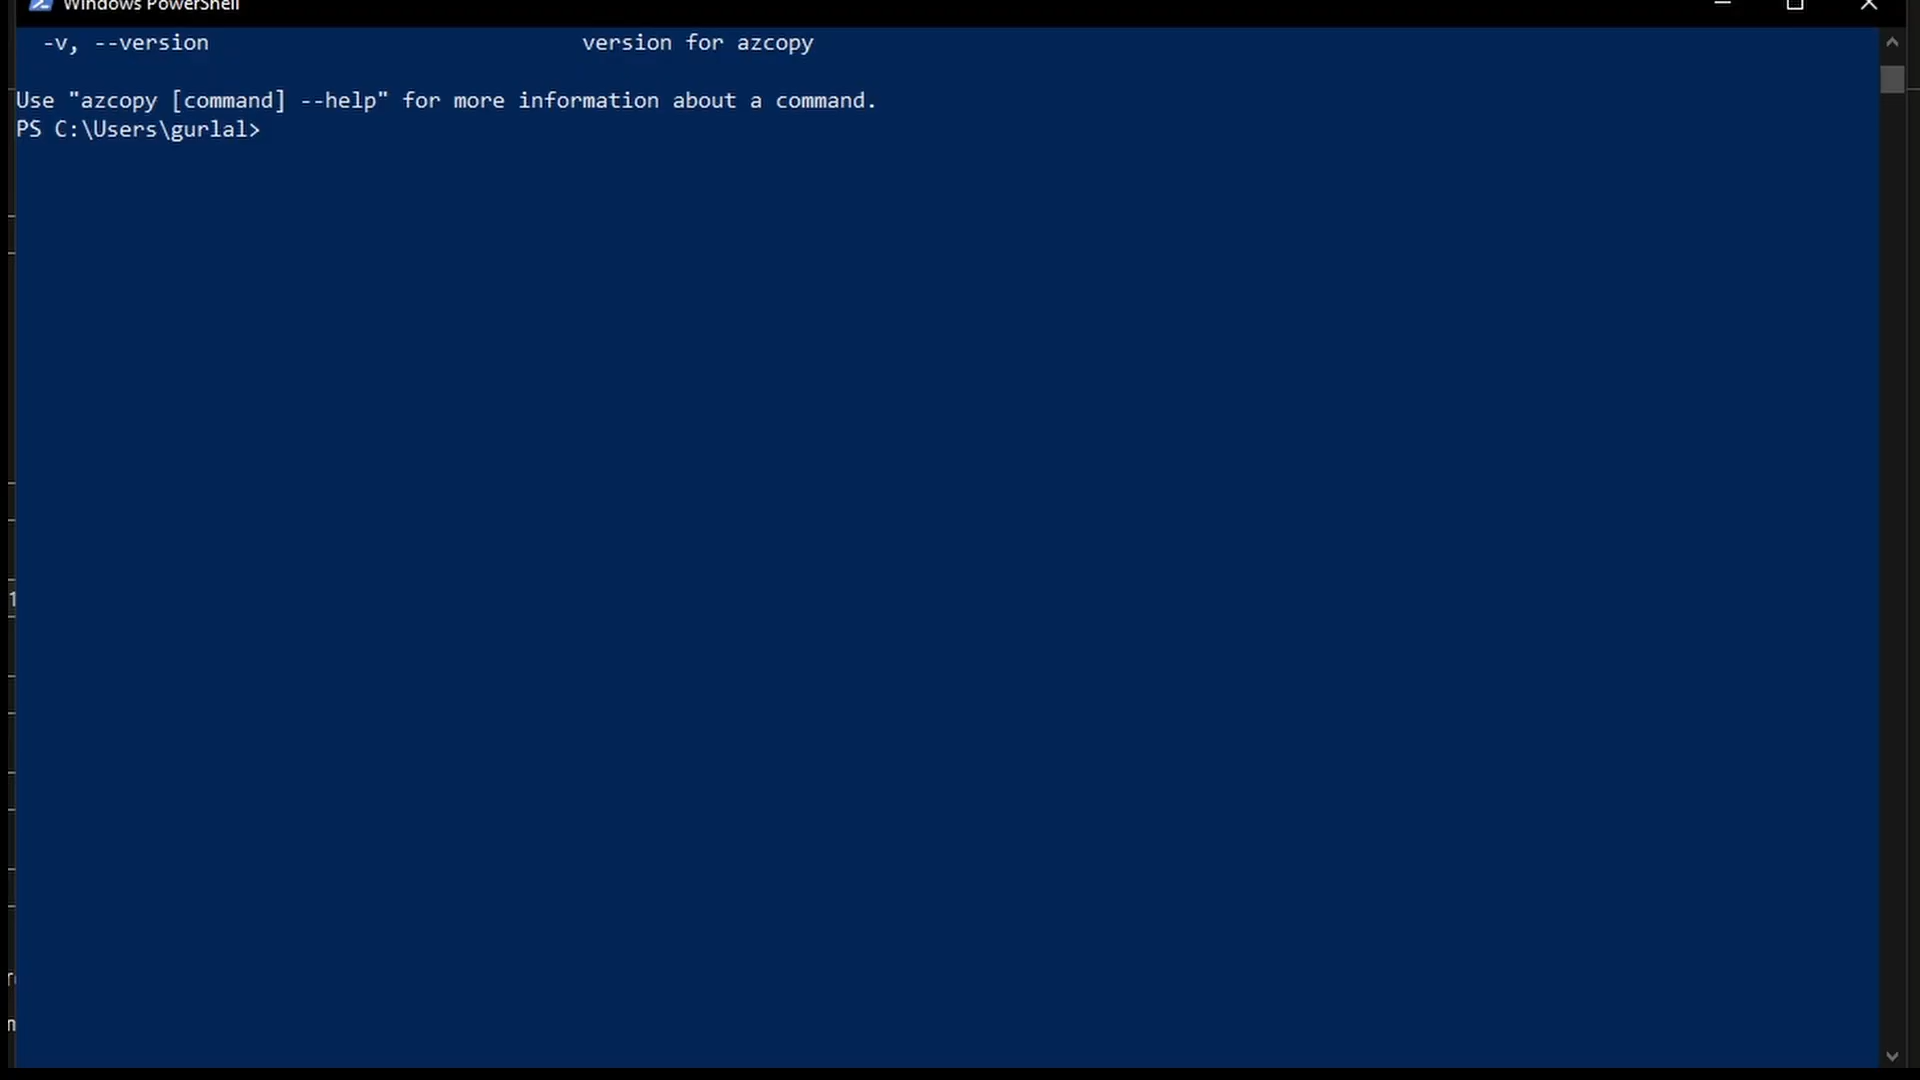 Windows PowerShell
-v, --version version for azcopy
Use "azcopy [command] --help" for more information about a command.
PS C:\Users\gurlal>